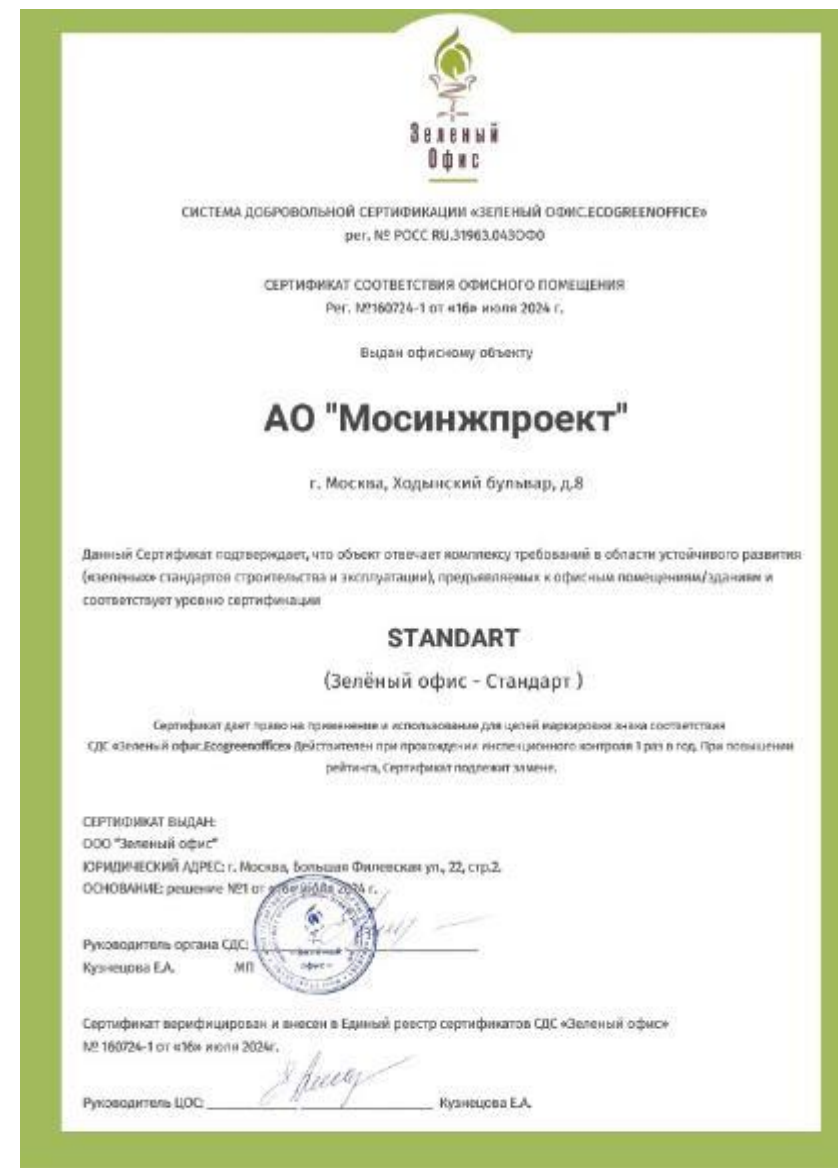 Зеленый
Офис
СИСТЕМА ДОБРОВОЛЬНОЙ СЕРТИФИКАЦИИ «ЗЕЛЕНЫЙ ОФИС.ECOGREENOFFICE»
рег. № РОСС RU.31963.04ЗОФ0
СЕРТИФИКАТ СООТВЕТСТВИЯ ОФИСНОГО ПОМЕЩЕНИЯ
Рег. №160724-1 от «16» июля 2024 г.
Выдан офисному объекту
АО "Мосинжпроект"
г. Москва, Ходынский бульвар, д.8
Данный Сертификат подтверждает, что объект отвечает комплексу требований в области устойчивого развития
(«зеленых» стандартов строительства и эксплуатации), предъявляемых к офисным помещениям/зданиям и
соответствует уровню сертификации
STANDART
(Зелёный офис - Стандарт )
Сертификат дает право на применение и использование для целей маркировки знака соответствия
СДС «Зеленый офис.Ecogreenoffice» Действителен при прохождении инспекционного контроля 1 раз в год. При повышении
рейтинга, Сертификат подлежит замене.
СЕРТИФИКАТ ВЫДАН:
ООО "Зеленый офис"
ЮРИДИЧЕСКИЙ АДРЕС: г. Москва, Большая Филевская ул., 22, стр.2.
ОСНОВАНИЕ: решение №1 от «16» июля 2024 г.
Руководитель органа СДС:
Кузнецова Е.А. МП
«Зеленый
офис»
Сертификат верифицирован и внесен в Единый реестр сертификатов СДС «Зеленый офис»
№ 160724-1 от «16» июля 2024г.
Руководитель ЦОС: Кузнецова Е.А.